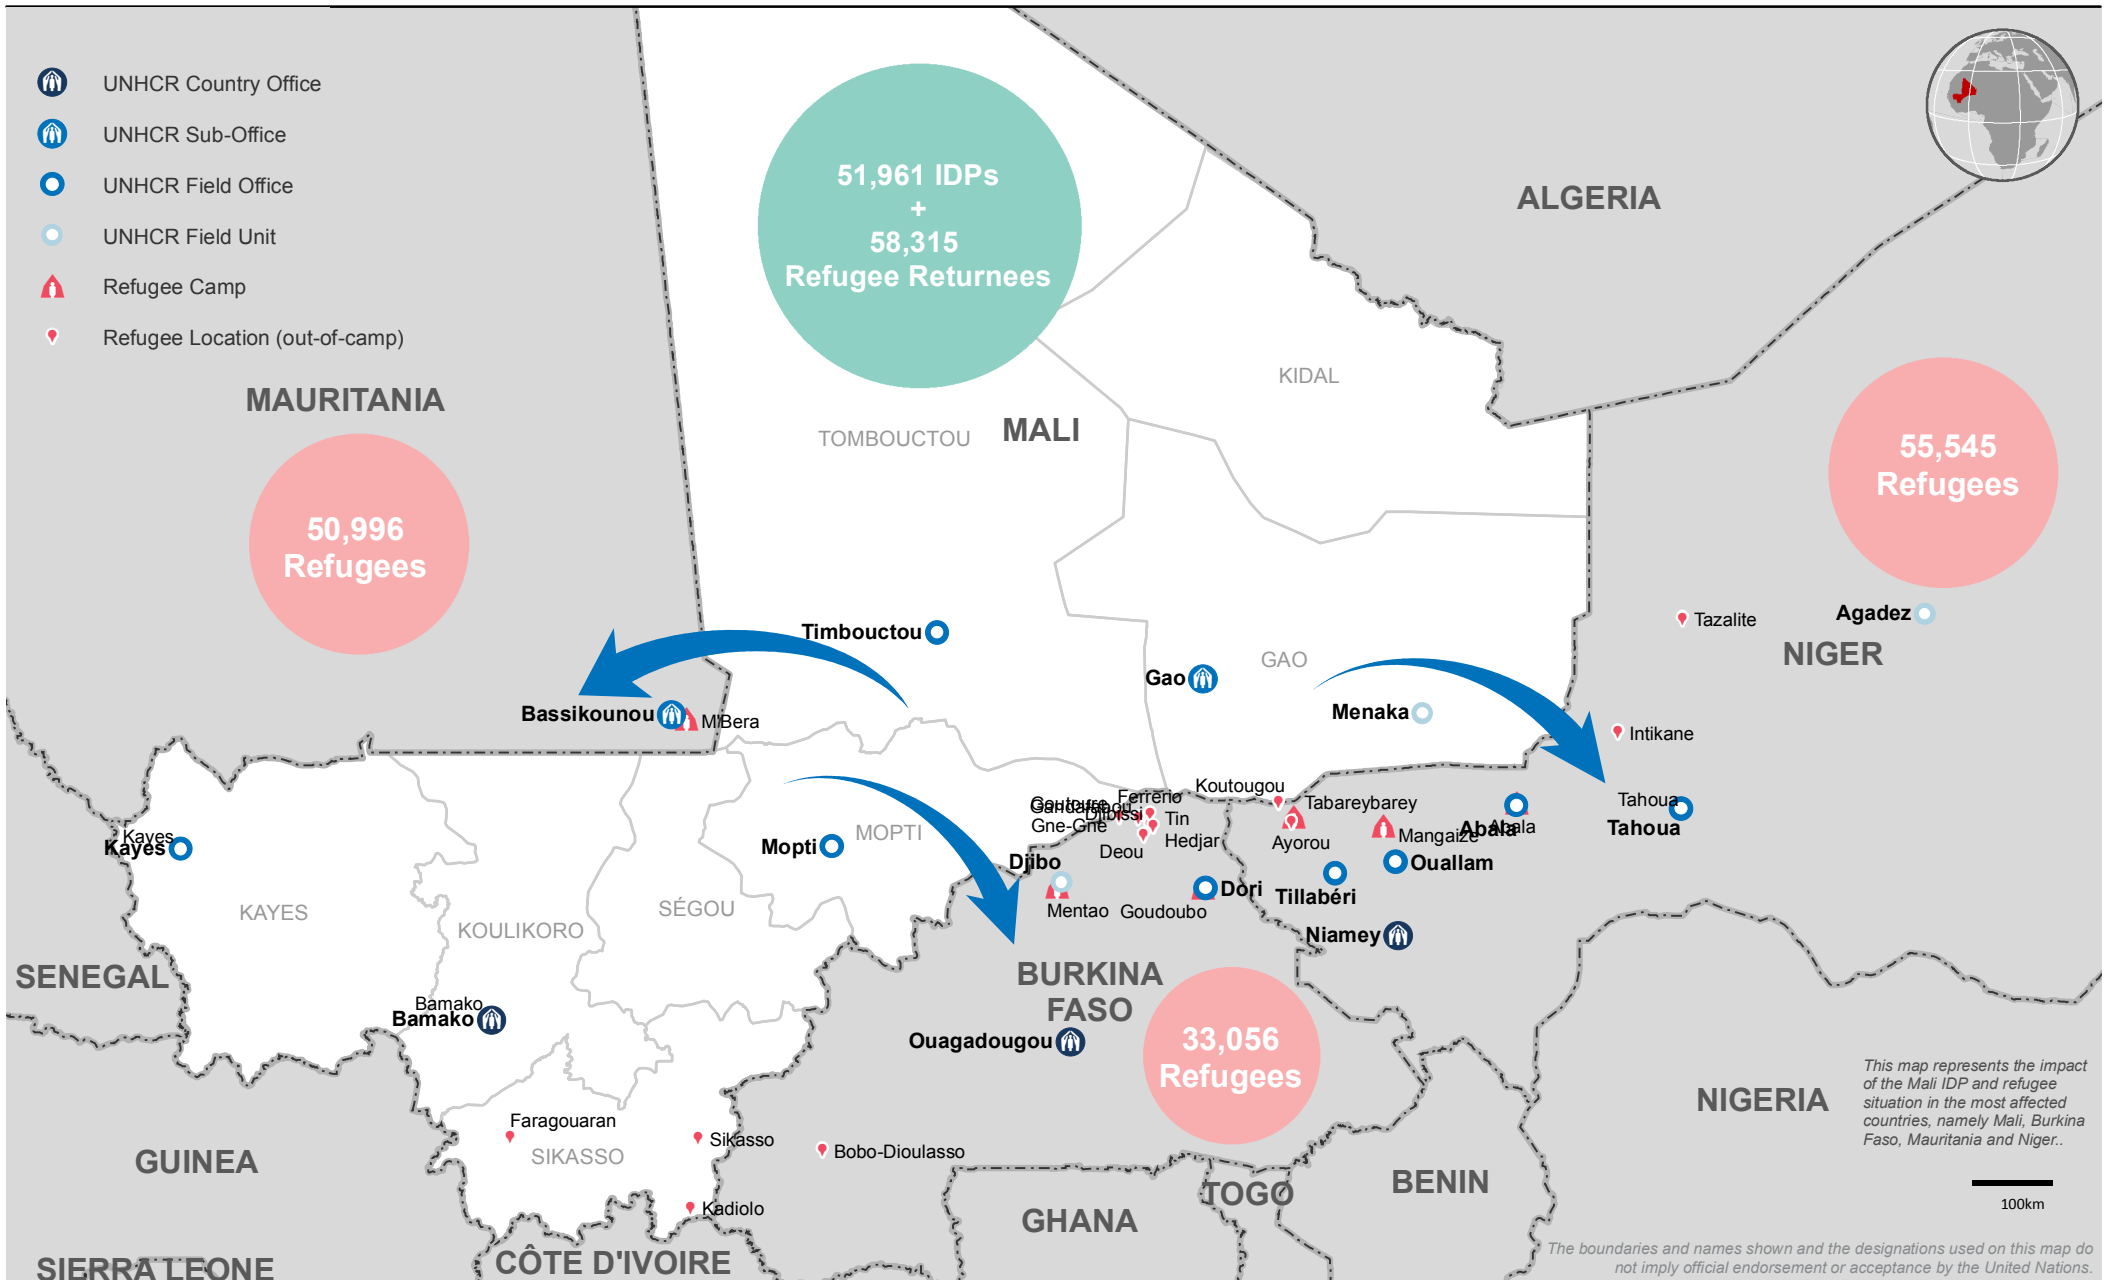 UNHCR Country Office
UNHCR Sub-Office
UNHCR Field Office
UNHCR Field Unit
Refugee Camp
Refugee Location (out-of-camp)
51,961 IDPs
+
58,315
Refugee Returnees
ALGERIA
MAURITANIA
50,996
Refugees
KIDAL
TOMBOUCTOU
MALI
55,545
Refugees
Timbouctou
Tazalite
Agadez
NIGER
Gao
GAO
Bassikounou
M'Bera
Menaka
Intikane
Koutougou
Ferrerio
Tabareybarey
Tahoua
Tahoua
Djibissi
Tin
Hedjar
Gne-Gne
Deou
Ayorou
Mangaize
Abala
Abala
Kayes
Kayes
Mopti
MOPTI
Djibo
Ouallam
Mentao
Goudoubo
Dori
Tillabéri
KAYES
KOULIKORO
SÉGOU
Niamey
SENEGAL
BURKINA
FASO
Bamako
Bamako
Ouagadougou
33,056
Refugees
Faragouaran
Sikasso
SIKASSO
Bobo-Dioulasso
Kadiolo
GUINEA
NIGERIA
BENIN
TOGO
GHANA
CÔTE D'IVOIRE
SIERRA LEONE
This map represents the impact
of the Mali IDP and refugee
situation in the most affected
countries, namely Mali, Burkina
Faso, Mauritania and Niger..
100km
The boundaries and names shown and the designations used on this map do
not imply official endorsement or acceptance by the United Nations.